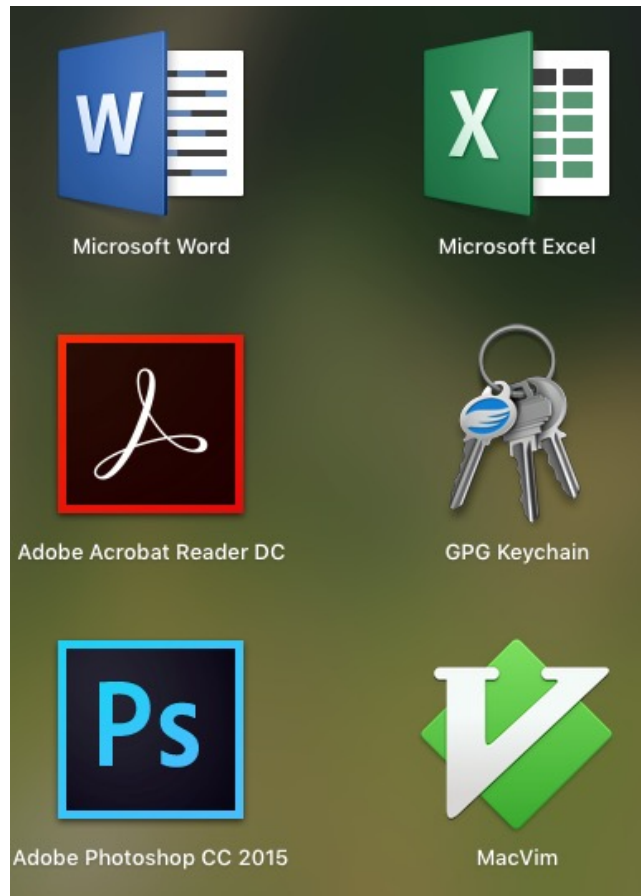 W
X
Microsoft Word
Microsoft Excel
Adobe Acrobat Reader DC
GPG Keychain
Ps
V
Adobe Photoshop CC 2015
MacVim